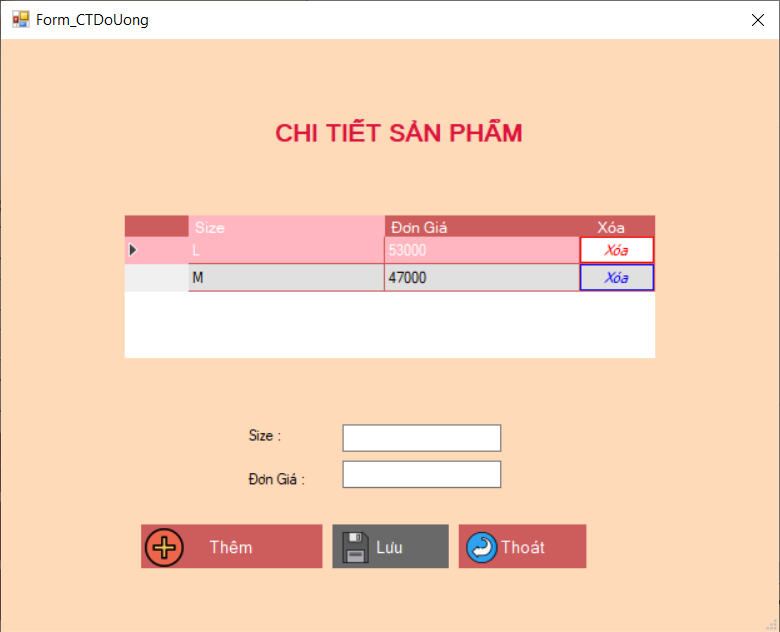 Form_CTDoUong
CHI TIẾT SẢN PHẨM
Size Đơn Giá Xóa
L 53000 Xóa
M 47000 Xóa
Size :
Đơn Giá :
Thêm Lưu Thoát